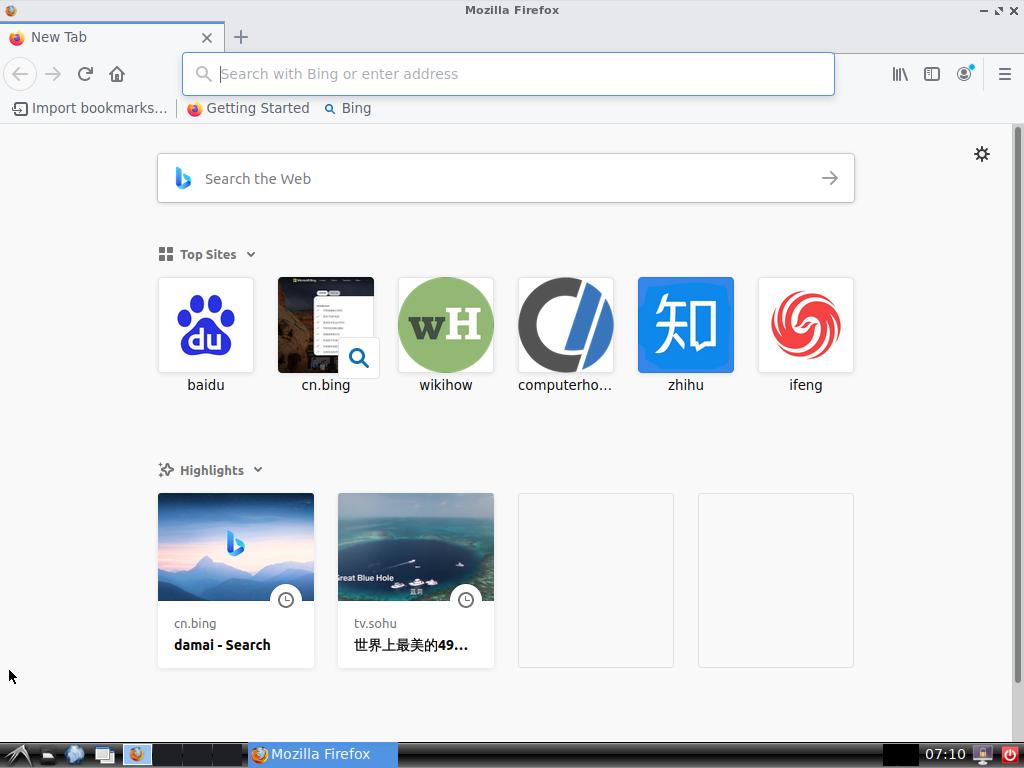 Mozilla Firefox
New Tab
Search with Bing or enter address
Import bookmarks...
Getting Started
Bing
Search the Web
Top Sites
du
wH
知
baidu
cn.bing
wikihow
computerho...
zhihu
ifeng
Highlights
Great Blue Hole
蓝洞
cn.bing
tv.sohu
damai - Search
世界上最美的49...
Mozilla Firefox
07:10